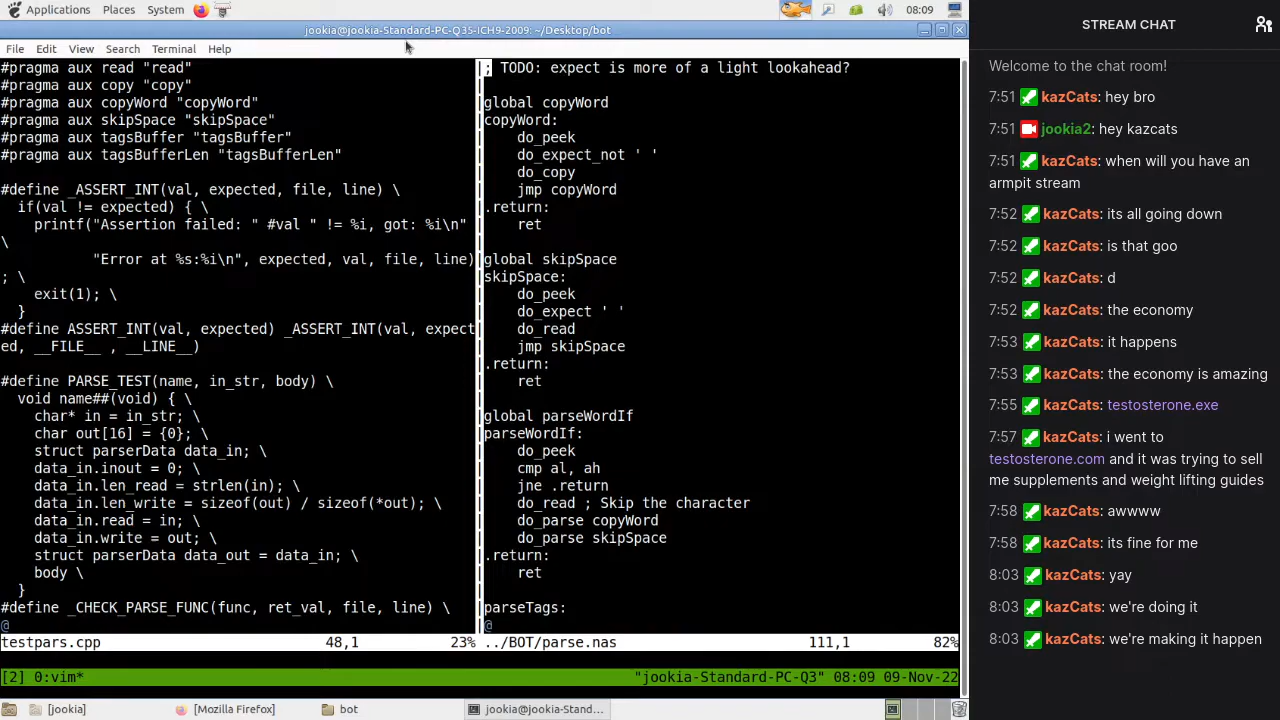 Applications Places System 08:09
jookia@jookia-Standard-PC-Q35-ICH9-2009: ~/Desktop/bot
File Edit View Search Terminal Help
#pragma aux read "read"
#pragma aux copy "copy"
#pragma aux copyWord "copyWord"
#pragma aux skipSpace "skipSpace"
#pragma aux tagsBuffer "tagsBuffer"
#pragma aux tagsBufferLen "tagsBufferLen"
#define _ASSERT_INT(val, expected, file, line) \
if(val != expected) { \
printf("Assertion failed: " #val " != %i, got: %i\n"
\
"Error at %s:%i\n", expected, val, file, line)
; \
exit(1); \
}
#define ASSERT_INT(val, expected) _ASSERT_INT(val, expect
ed, __FILE__ , __LINE__)
#define PARSE_TEST(name, in_str, body) \
void name##(void) { \
char* in = in_str; \
char out[16] = {0}; \
struct parserData data_in; \
data_in.inout = 0; \
data_in.len_read = strlen(in); \
data_in.len_write = sizeof(out) / sizeof(*out); \
data_in.read = in; \
data_in.write = out; \
struct parserData data_out = data_in; \
body \
}
#define _CHECK_PARSE_FUNC(func, ret_val, file, line) \
@
testpars.cpp 48,1 23%
; TODO: expect is more of a light lookahead?
global copyWord
copyWord:
do_peek
do_expect_not ' '
do_copy
jmp copyWord
.return:
ret
global skipSpace
skipSpace:
do_peek
do_expect ' '
do_read
jmp skipSpace
.return:
ret
global parseWordIf
parseWordIf:
do_peek
cmp al, ah
jne .return
do_read ; Skip the character
do_parse copyWord
do_parse skipSpace
.return:
ret
parseTags:
@
../BOT/parse.nas 111,1 82%
[2] 0:vim* "jookia-Standard-PC-Q3" 08:09 09-Nov-22
[jookia] [Mozilla Firefox] bot jookia@jookia-Stand...
STREAM CHAT
Welcome to the chat room!
7:51 kazCats: hey bro
7:51 jookia2: hey kazcats
7:51 kazCats: when will you have an
armpit stream
7:52 kazCats: its all going down
7:52 kazCats: is that goo
7:52 kazCats: d
7:52 kazCats: the economy
7:53 kazCats: it happens
7:53 kazCats: the economy is amazing
7:55 kazCats: testosterone.exe
7:57 kazCats: i went to
testosterone.com and it was trying to sell
me supplements and weight lifting guides
7:58 kazCats: awwww
7:58 kazCats: its fine for me
8:03 kazCats: yay
8:03 kazCats: we're doing it
8:03 kazCats: we're making it happen